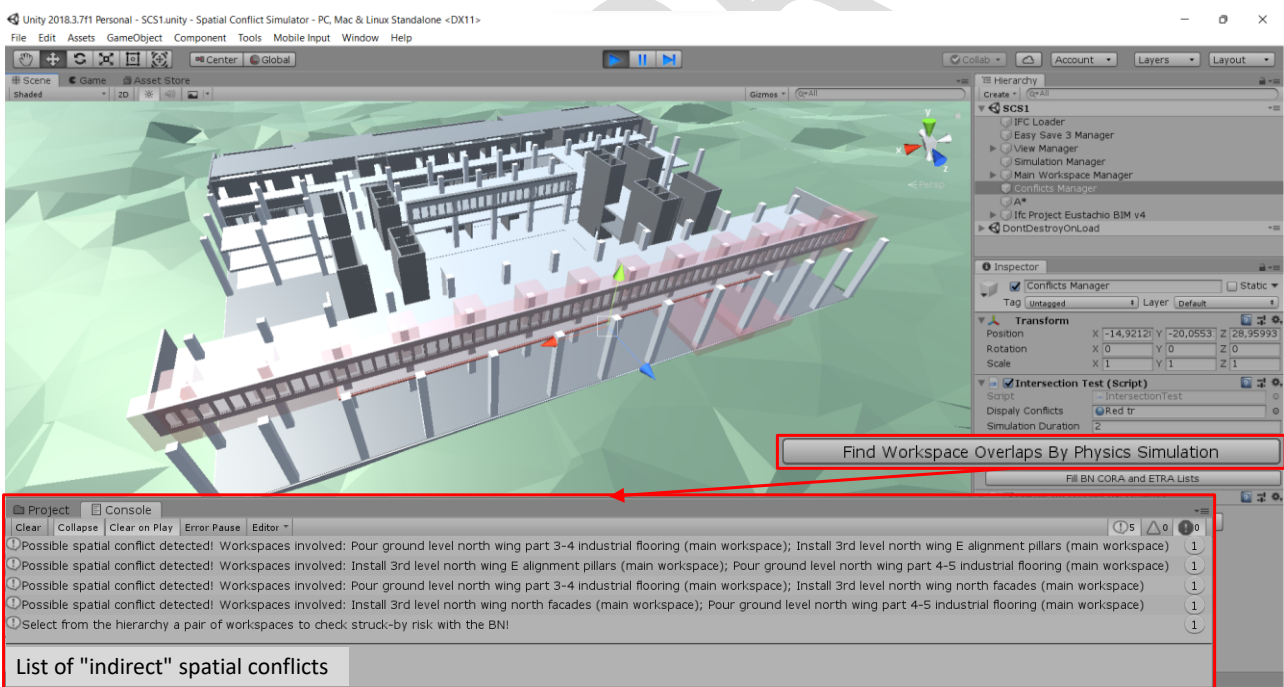 Unity 2018.3.7f1 Personal - SCS1.unity - Spatial Conflict Simulator - PC, Mac & Linux Standalone <DX11>
File Edit Assets GameObject Component Tools Mobile Input Window Help
Center Global Collab Account Layers Layout
Scene Game Asset Store
Shaded 2D Gizmos All
y x z
Persp
Hierarchy
Create All
SCS1
IFC Loader
Easy Save 3 Manager
View Manager
Simulation Manager
Main Workspace Manager
Conflicts Manager
A*
Ifc Project Eustachio BIM v4
DontDestroyOnLoad
Inspector
Conflicts Manager Static
Tag Untagged Layer Default
Transform
Position X -14,9212 Y -20,0553 Z 28,95993
Rotation X 0 Y 0 Z 0
Scale X 1 Y 1 Z 1
Intersection Test (Script)
Script IntersectionTest
Dispaly Conflicts Red tr
Simulation Duration 2
Find Workspace Overlaps By Physics Simulation
Fill BN CORA and ETRA Lists
Project Console
Clear Collapse Clear on Play Error Pause Editor 5 0 0
Possible spatial conflict detected! Workspaces involved: Pour ground level north wing part 3-4 industrial flooring (main workspace); Install 3rd level north wing E alignment pillars (main workspace) 1
Possible spatial conflict detected! Workspaces involved: Install 3rd level north wing E alignment pillars (main workspace); Pour ground level north wing part 4-5 industrial flooring (main workspace) 1
Possible spatial conflict detected! Workspaces involved: Pour ground level north wing part 3-4 industrial flooring (main workspace); Install 3rd level north wing north facades (main workspace) 1
Possible spatial conflict detected! Workspaces involved: Install 3rd level north wing north facades (main workspace); Pour ground level north wing part 4-5 industrial flooring (main workspace) 1
Select from the hierarchy a pair of workspaces to check struck-by risk with the BN! 1
List of "indirect" spatial conflicts